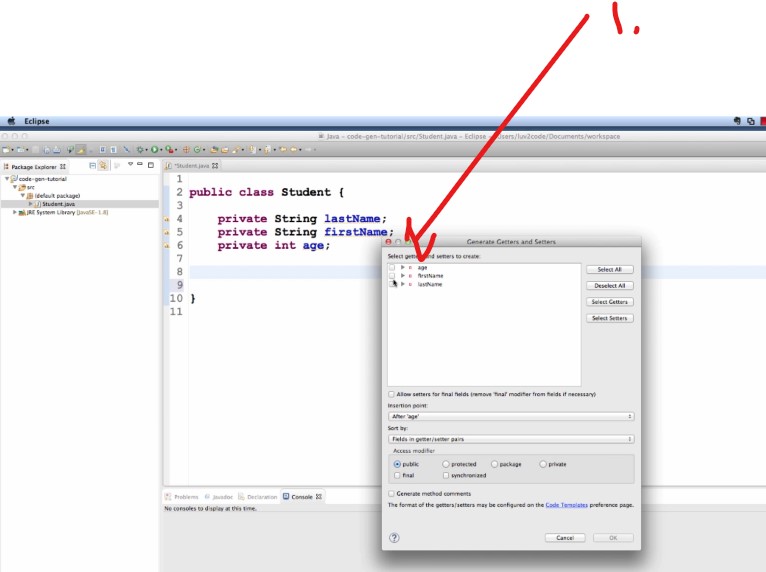 1.
Eclipse
Java - code-gen-tutorial/src/Student.java - Eclipse - /Users/luv2code/Documents/workspace
Package Explorer
*Student.java
code-gen-tutorial
src
(default package)
Student.java
JRE System Library [JavaSE-1.8]
1
2 public class Student {
4 private String lastName;
5 private String firstName;
6 private int age;
7
8
9
10 }
11
Generate Getters and Setters
Select getters and setters to create:
age
firstName
lastName
Select All
Deselect All
Select Getters
Select Setters
Allow setters for final fields (remove 'final' modifier from fields if necessary)
Insertion point:
After 'age'
Sort by:
Fields in getter/setter pairs
Access modifier
public protected package private
final synchronized
Generate method comments
The format of the getters/setters may be configured on the Code Templates preference page.
? Cancel OK
Problems Javadoc Declaration Console
No consoles to display at this time.